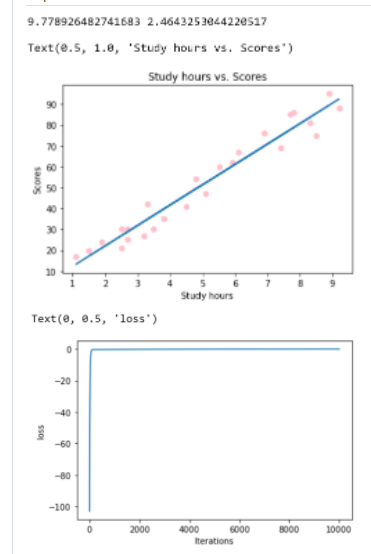 9.778926482741683 2.4643253044220517
Text(0.5, 1.0, 'Study hours vs. Scores')
Study hours vs. Scores
90
80
70
60
50
40
30
20
10
Scores
1 2 3 4 5 6 7 8 9
Study hours
Text(0, 0.5, 'loss')
0
−20
−40
−60
−80
−100
loss
0 2000 4000 6000 8000 10000
Iterations